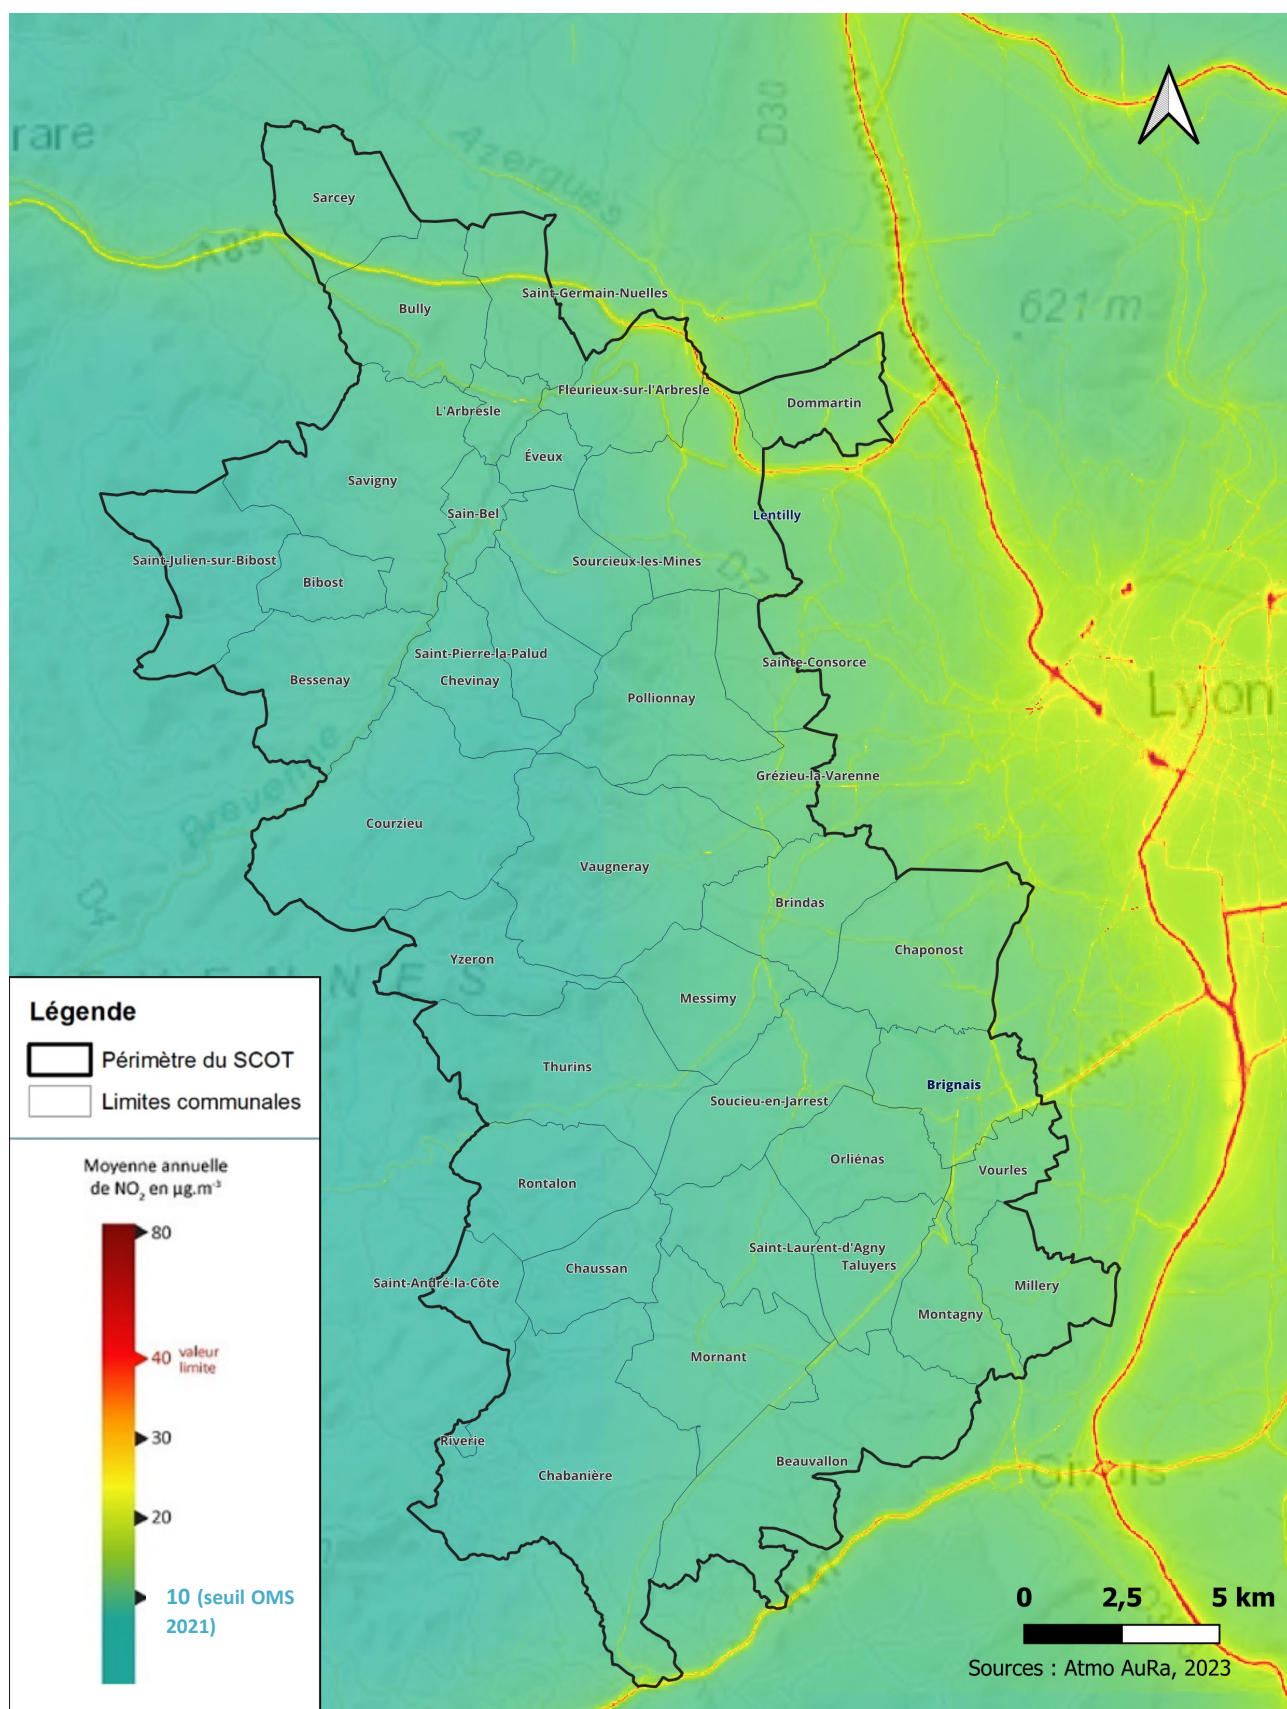 rare
Azergues
D30
Autoroute du Soleil
Sarcey
A89
Saint-Germain-Nuelles
Bully
621 m
Fleurieux-sur-l'Arbresle
Dommartin
L'Arbresle
Éveux
Savigny
Sain-Bel
Lentilly
Saint-Julien-sur-Bibost
Sourcieux-les-Mines
D7
Bibost
Saint-Pierre-la-Palud
Sainte-Consorce
Bessenay
Chevinay
Pollionnay
Lyon
Brevenne
Grézieu-la-Varenne
Courzieu
Vaugneray
D4
Brindas
Chaponost
Yzeron
Messimy
Thurins
Brignais
Soucieu-en-Jarrest
Orliénas
Vourles
Rontalon
Saint-Laurent-d'Agny
Taluyers
Chaussan
Saint-André-la-Côte
Millery
Montagny
Mornant
Riverie
Beauvallon
Chabanière
Givors
Légende
Périmètre du SCOT
Limites communales
Moyenne annuelle
de NO2 en µg.m-3
80
40 valeur
limite
30
20
10 (seuil OMS
2021)
0 2,5 5 km
Sources : Atmo AuRa, 2023